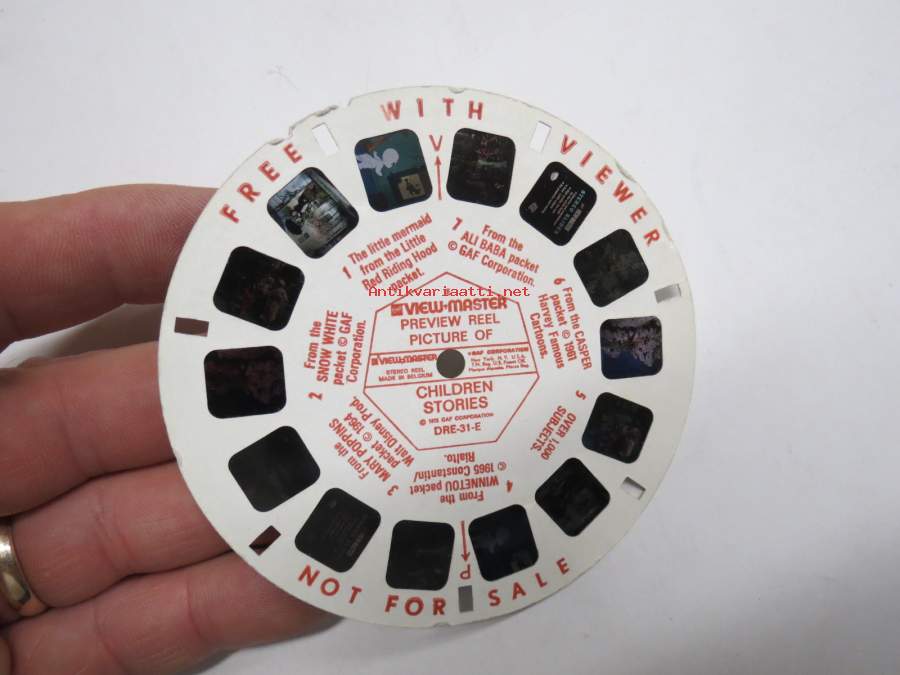 FREE WITH VIEWER
V
1 The little mermaid
from the Little
Red Riding Hood
packet.
7 From the
ALI BABA packet
© GAF Corporation.
6 From the CASPER
packet © 1961
Harvey Famous
Cartoons.
5 OVER 1,000
SUBJECTS.
4 From the
WINNETOU packet
© 1965 Constantin/
Rialto.
3 From the
MARY POPPINS
packet © 1964
Walt Disney Prod.
2 From the
SNOW WHITE
packet © GAF
Corporation.
Antikvariaatti.net
VIEW-MASTER
PREVIEW REEL
PICTURE OF
VIEW-MASTER
STEREO REEL
MADE IN BELGIUM
GAF CORPORATION
New York, N.Y. U.S.A.
CHILDREN
STORIES
GAF CORPORATION
DRE-31-E
P
NOT FOR SALE